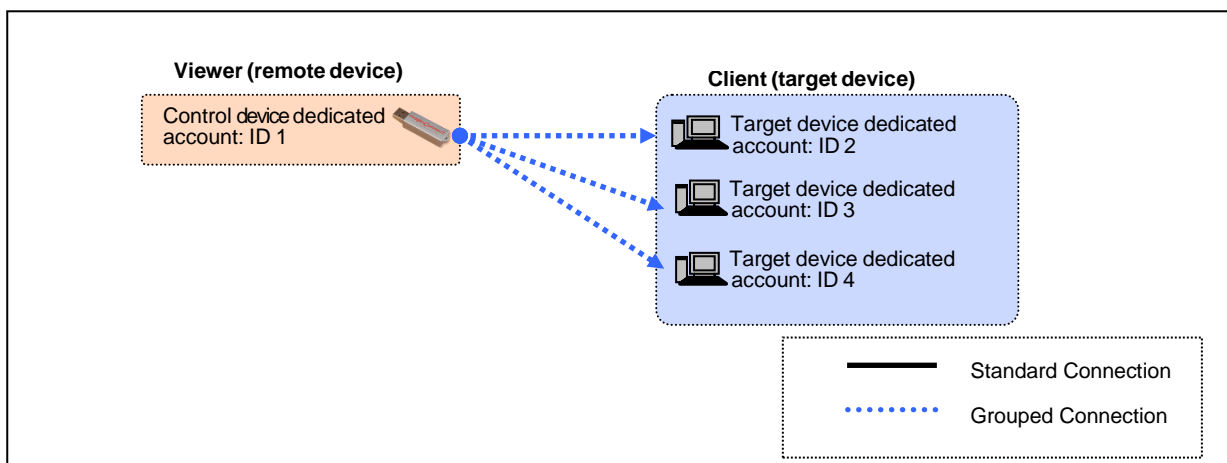 Viewer (remote device)
Control device dedicated
account: ID 1
Client (target device)
Target device dedicated
account: ID 2
Target device dedicated
account: ID 3
Target device dedicated
account: ID 4
Standard Connection
Grouped Connection